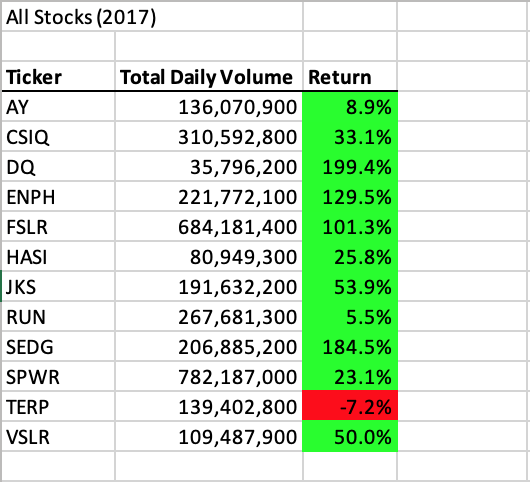 All Stocks (2017)
Ticker Total Daily Volume Return
AY 136,070,900 8.9%
CSIQ 310,592,800 33.1%
DQ 35,796,200 199.4%
ENPH 221,772,100 129.5%
FSLR 684,181,400 101.3%
HASI 80,949,300 25.8%
JKS 191,632,200 53.9%
RUN 267,681,300 5.5%
SEDG 206,885,200 184.5%
SPWR 782,187,000 23.1%
TERP 139,402,800 -7.2%
VSLR 109,487,900 50.0%